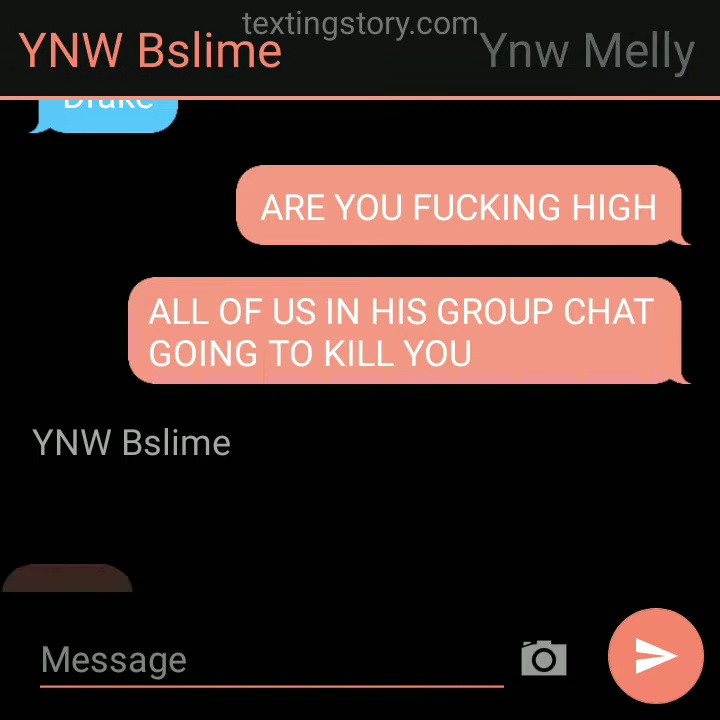 textingstory.com
YNW Bslime
Ynw Melly
Drake
ARE YOU FUCKING HIGH
ALL OF US IN HIS GROUP CHAT
GOING TO KILL YOU
YNW Bslime
Message